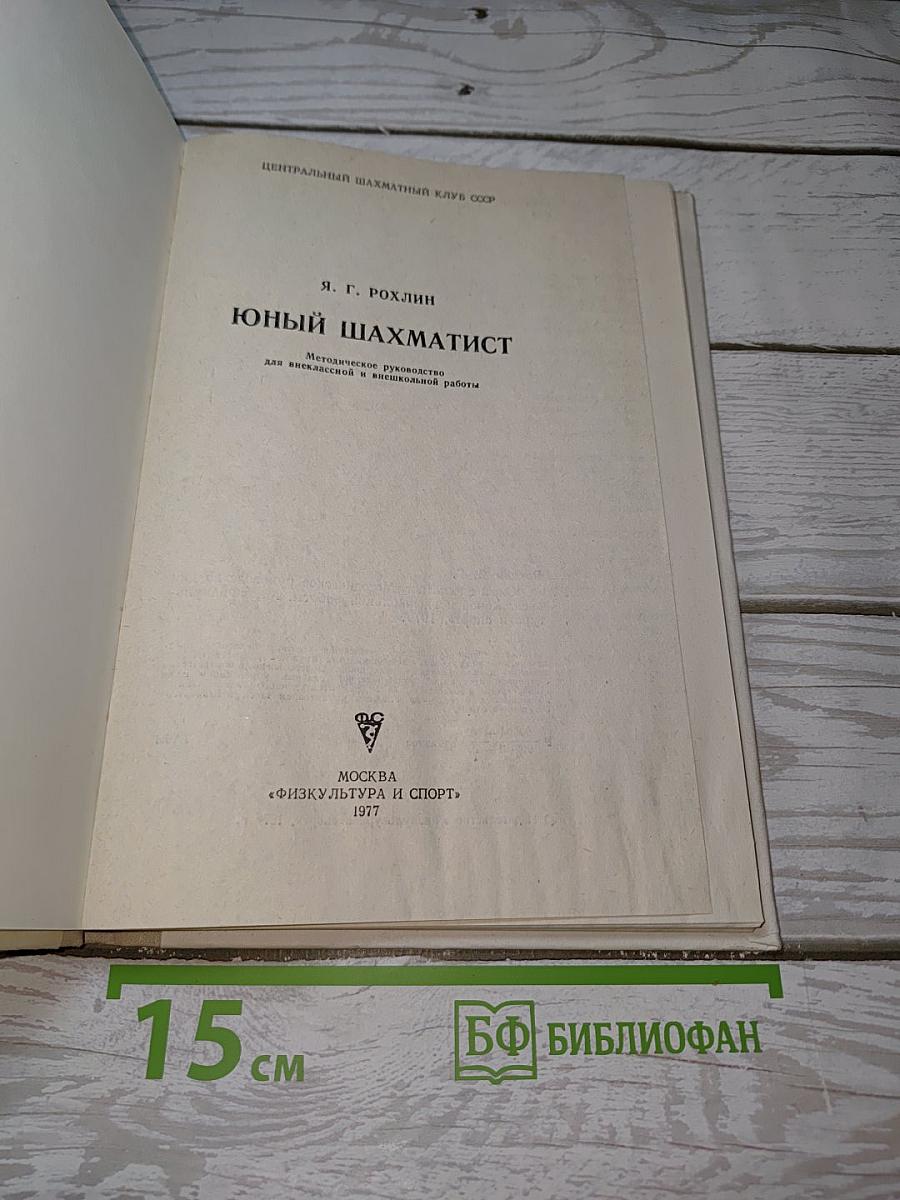 ЦЕНТРАЛЬНЫЙ ШАХМАТНЫЙ КЛУБ СССР
Я. Г. РОХЛИН
ЮНЫЙ ШАХМАТИСТ
Методическое руководство
для внеклассной и внешкольной работы
ФС
МОСКВА
«ФИЗКУЛЬТУРА И СПОРТ»
1977
15 см
БФ БИБЛИОФАН